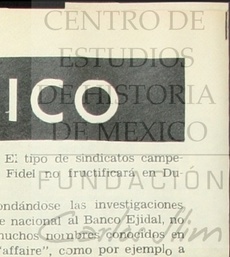 CENTRO DE
ESTUDIOS
DE HISTORIA
DE MEXICO
ICO
El tipo de sindicatos campe-
Fidel no fructificará en Du-
FUNDACIÓN
ondándose las investigaciones
e nacional al Banco Ejidal, no
muchos nombres, conocidos en
"affaire", como por ejemplo, a